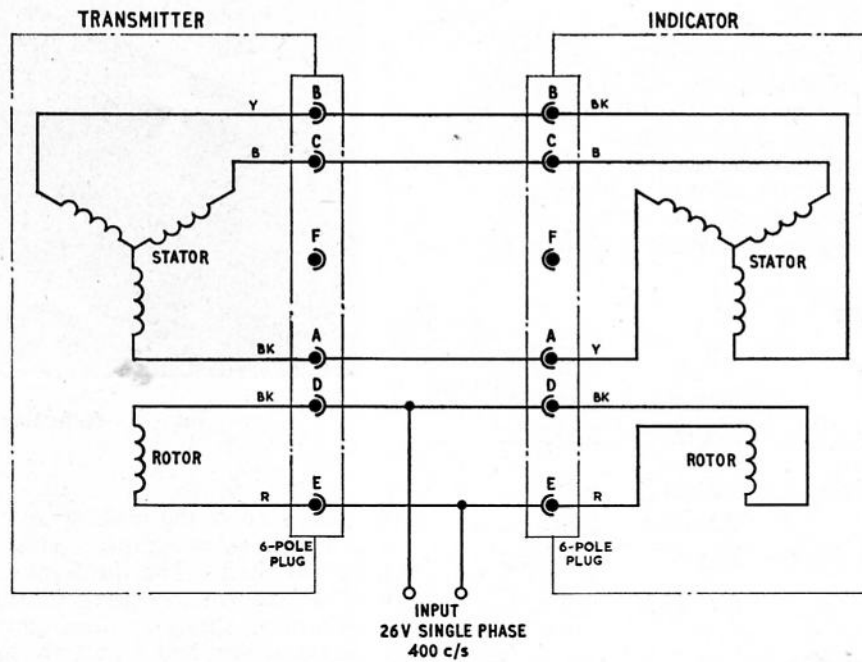 TRANSMITTER
INDICATOR
B
B
Y
BK
C
C
B
B
F
F
STATOR
STATOR
A
A
BK
Y
D
D
BK
BK
ROTOR
ROTOR
E
E
R
R
6-POLE
PLUG
6-POLE
PLUG
INPUT
26V SINGLE PHASE
400 c/s